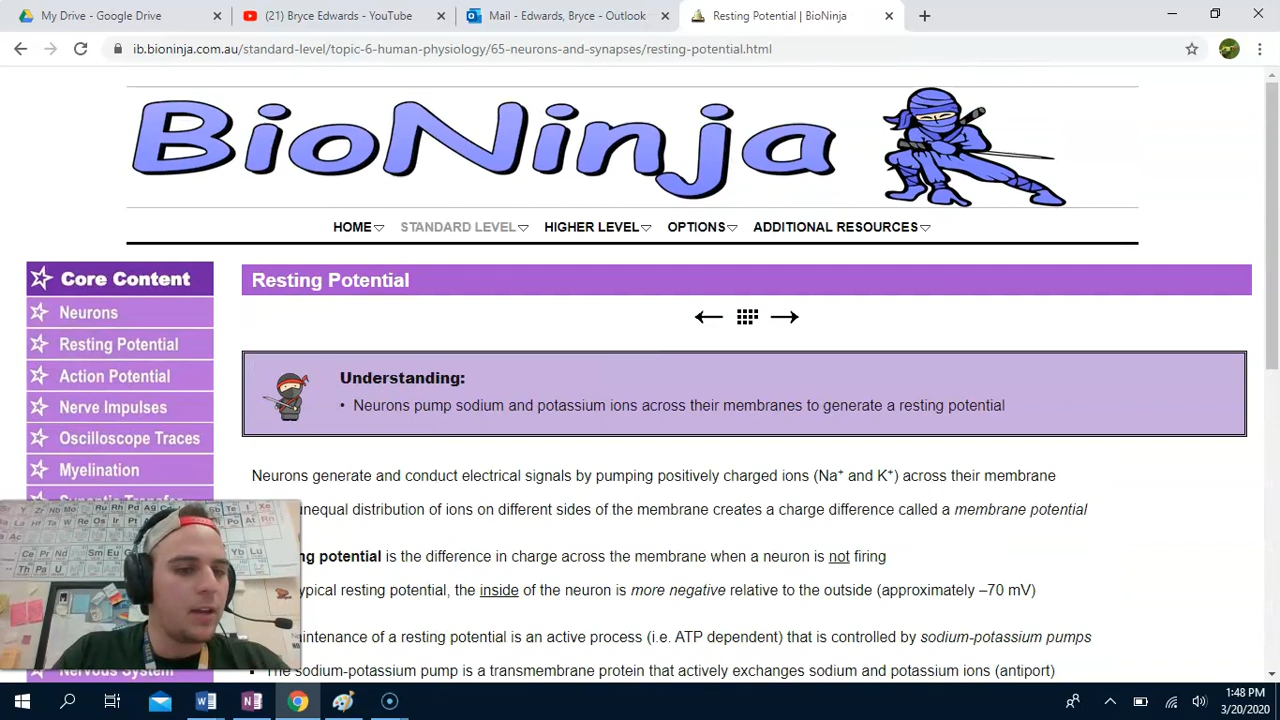 My Drive - Google Drive
(21) Bryce Edwards - YouTube
Mail - Edwards, Bryce - Outlook
Resting Potential | BioNinja
ib.bioninja.com.au/standard-level/topic-6-human-physiology/65-neurons-and-synapses/resting-potential.html
BioNinja
HOME STANDARD LEVEL HIGHER LEVEL OPTIONS ADDITIONAL RESOURCES
Core Content
Neurons
Resting Potential
Action Potential
Nerve Impulses
Oscilloscope Traces
Myelination
Nervous System
Resting Potential
Understanding:
• Neurons pump sodium and potassium ions across their membranes to generate a resting potential
Neurons generate and conduct electrical signals by pumping positively charged ions (Na⁺ and K⁺) across their membrane
unequal distribution of ions on different sides of the membrane creates a charge difference called a membrane potential
potential is the difference in charge across the membrane when a neuron is not firing
resting potential, the inside of the neuron is more negative relative to the outside (approximately –70 mV)
of a resting potential is an active process (i.e. ATP dependent) that is controlled by sodium-potassium pumps
The sodium-potassium pump is a transmembrane protein that actively exchanges sodium and potassium ions (antiport)
1:48 PM
3/20/2020